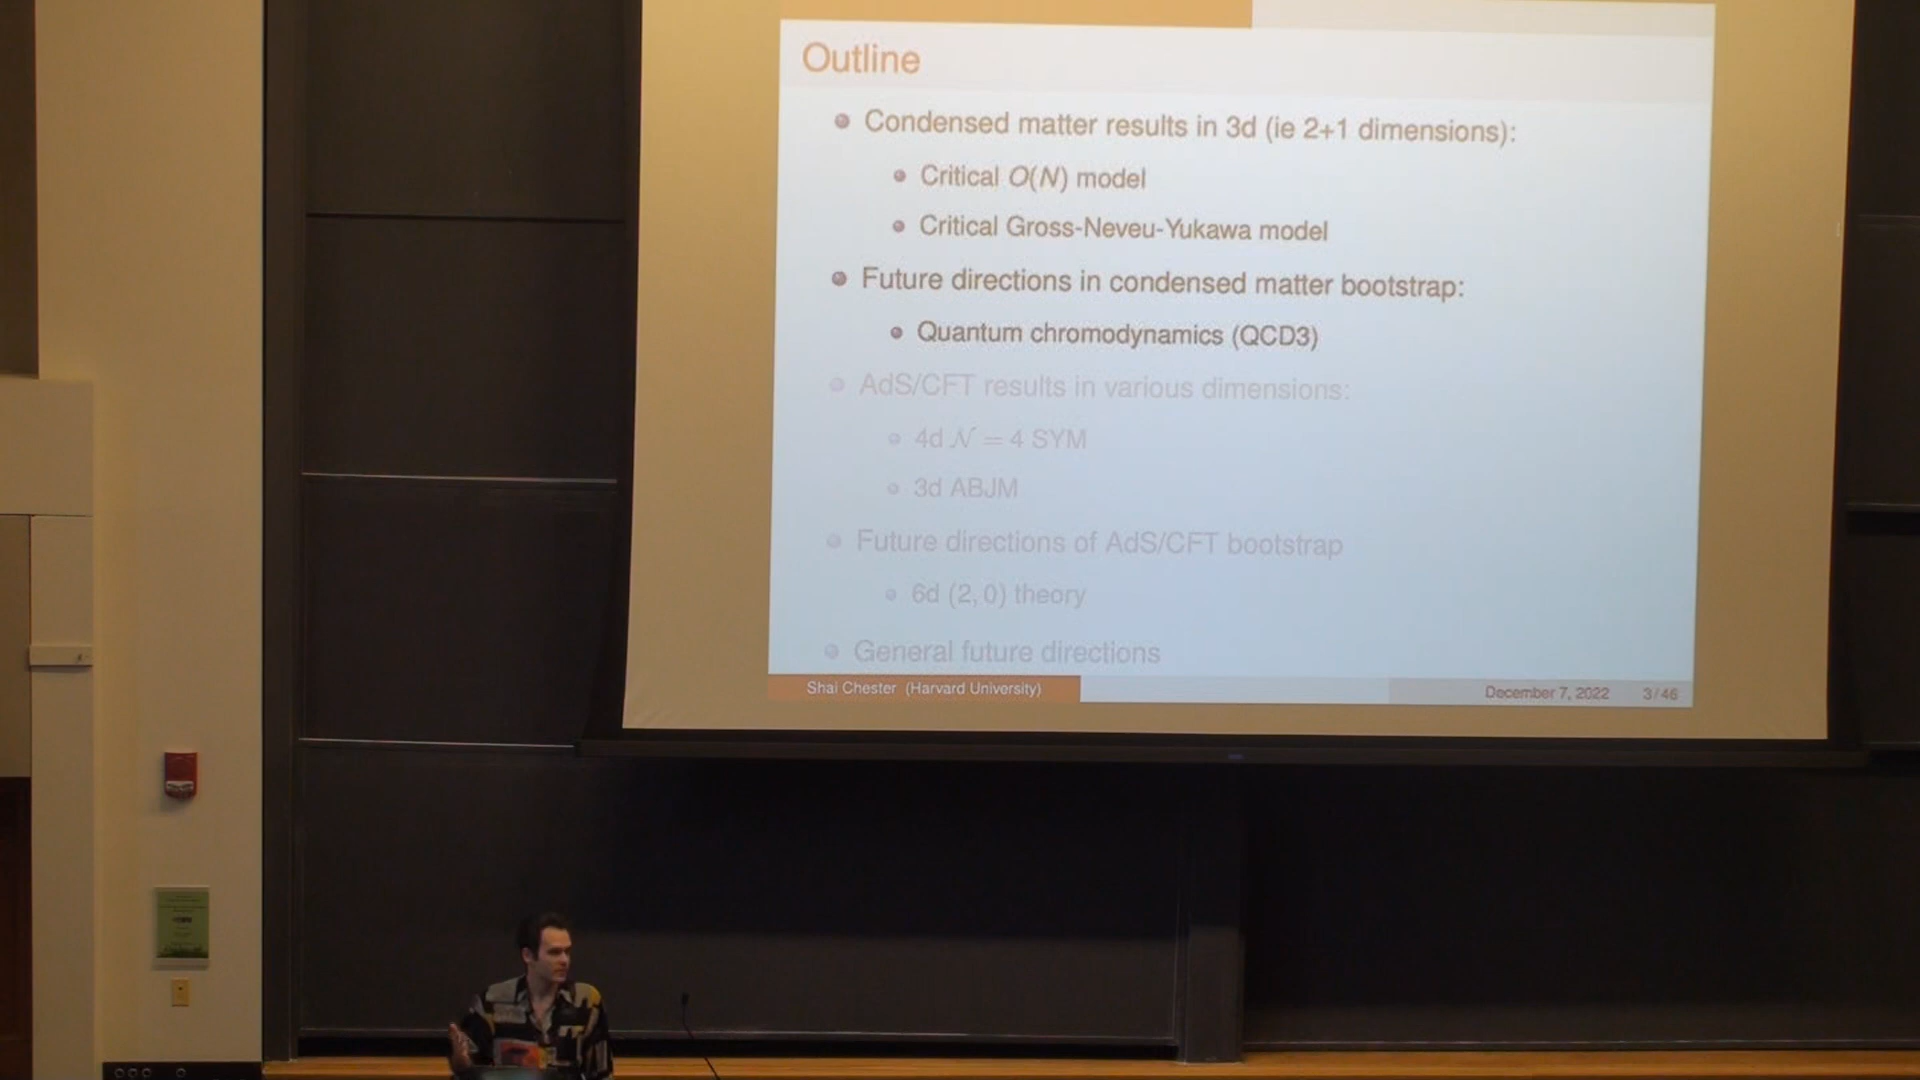 Outline
Condensed matter results in 3d (ie 2+1 dimensions):
Critical O(N) model
Critical Gross-Neveu-Yukawa model
Future directions in condensed matter bootstrap:
Quantum chromodynamics (QCD3)
AdS/CFT results in various dimensions:
4d 𝒩 = 4 SYM
3d ABJM
Future directions of AdS/CFT bootstrap
6d (2, 0) theory
General future directions
Shai Chester (Harvard University)
December 7, 2022 3 / 46